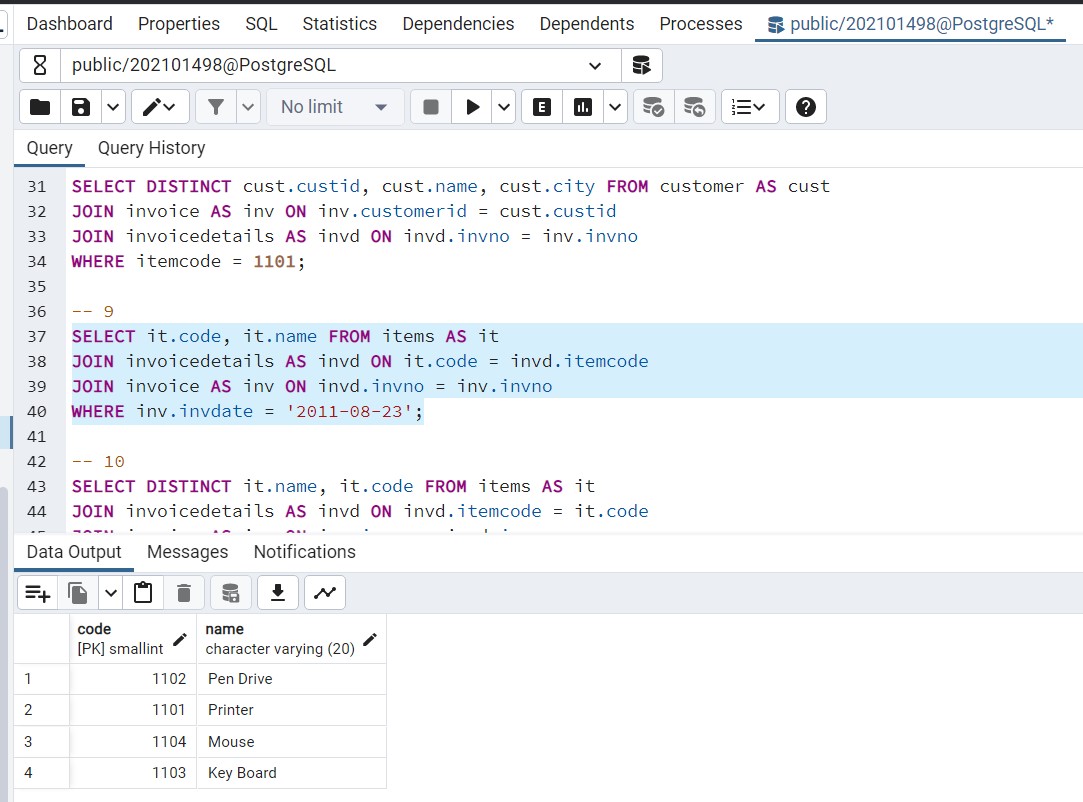 Dashboard Properties SQL Statistics Dependencies Dependents Processes public/202101498@PostgreSQL*
public/202101498@PostgreSQL
No limit E
Query Query History
31 SELECT DISTINCT cust.custid, cust.name, cust.city FROM customer AS cust
32 JOIN invoice AS inv ON inv.customerid = cust.custid
33 JOIN invoicedetails AS invd ON invd.invno = inv.invno
34 WHERE itemcode = 1101;
35
36 -- 9
37 SELECT it.code, it.name FROM items AS it
38 JOIN invoicedetails AS invd ON it.code = invd.itemcode
39 JOIN invoice AS inv ON invd.invno = inv.invno
40 WHERE inv.invdate = '2011-08-23';
41
42 -- 10
43 SELECT DISTINCT it.name, it.code FROM items AS it
44 JOIN invoicedetails AS invd ON invd.itemcode = it.code
Data Output Messages Notifications
code name
[PK] smallint character varying (20)
1 1102 Pen Drive
2 1101 Printer
3 1104 Mouse
4 1103 Key Board